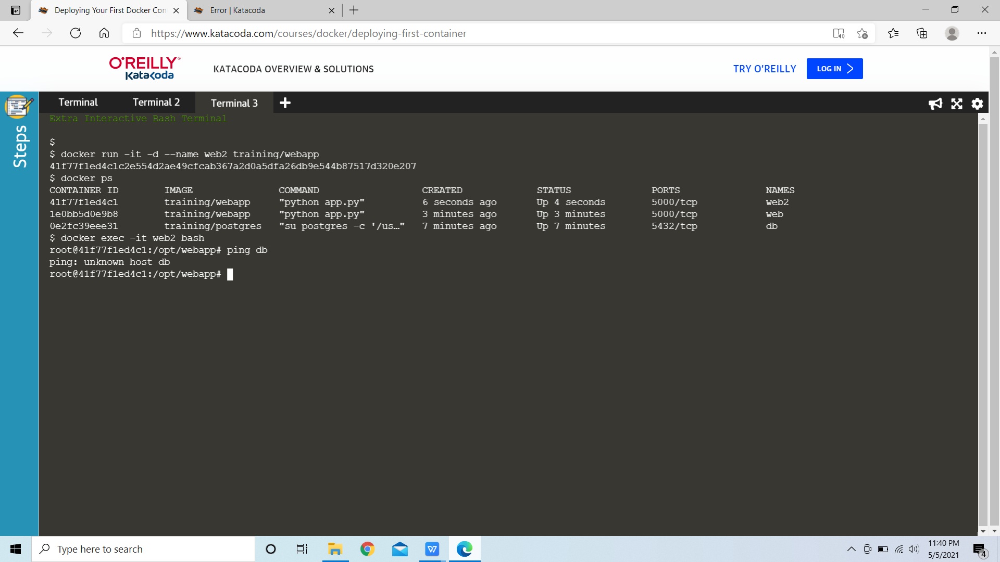 Deploying Your First Docker Con
Error | Katacoda
https://www.katacoda.com/courses/docker/deploying-first-container
O'REILLY®
Katacoda
KATACODA OVERVIEW & SOLUTIONS
TRY O'REILLY
LOG IN
Steps
Terminal
Terminal 2
Terminal 3
Extra Interactive Bash Terminal
$
$ docker run -it -d --name web2 training/webapp
41f77f1ed4c1c2e554d2ae49cfcab367a2d0a5dfa26db9e544b87517d320e207
$ docker ps
CONTAINER ID IMAGE COMMAND CREATED STATUS PORTS NAMES
41f77f1ed4c1 training/webapp "python app.py" 6 seconds ago Up 4 seconds 5000/tcp web2
1e0bb5d0e9b8 training/webapp "python app.py" 3 minutes ago Up 3 minutes 5000/tcp web
0e2fc39eee31 training/postgres "su postgres -c '/us…" 7 minutes ago Up 7 minutes 5432/tcp db
$ docker exec -it web2 bash
root@41f77f1ed4c1:/opt/webapp# ping db
ping: unknown host db
root@41f77f1ed4c1:/opt/webapp#
Type here to search
W
11:40 PM
5/5/2021
4